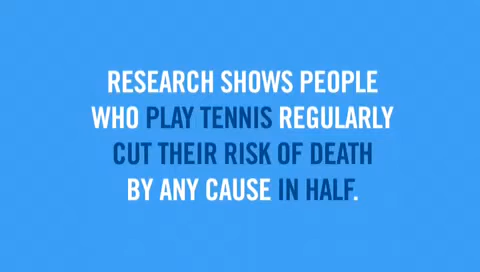 RESEARCH SHOWS PEOPLE
WHO PLAY TENNIS REGULARLY
CUT THEIR RISK OF DEATH
BY ANY CAUSE IN HALF.